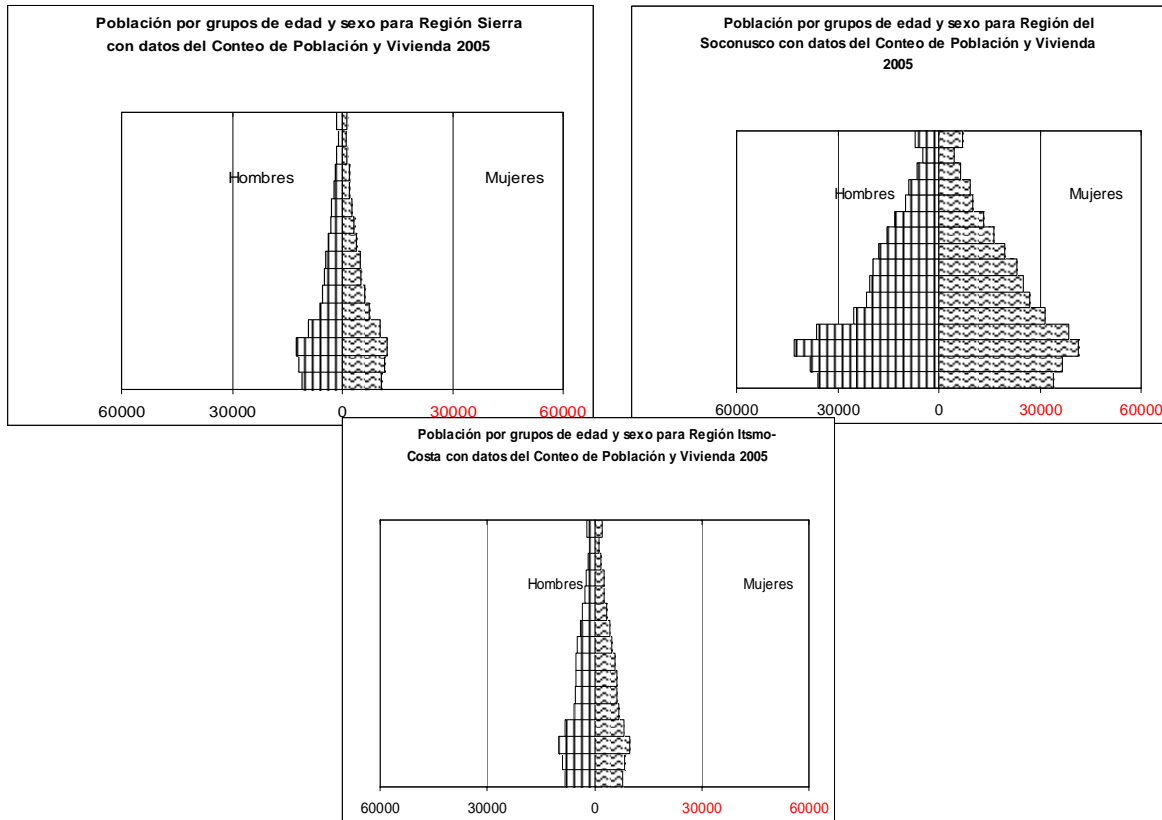 Población por grupos de edad y sexo para Región Sierra
con datos del Conteo de Población y Vivienda 2005
Hombres
Mujeres
60000 30000 0 30000 60000
Población por grupos de edad y sexo para Región del
Soconusco con datos del Conteo de Población y Vivienda
2005
Hombres
Mujeres
60000 30000 0 30000 60000
Población por grupos de edad y sexo para Región Itsmo-
Costa con datos del Conteo de Población y Vivienda 2005
Hombres
Mujeres
60000 30000 0 30000 60000